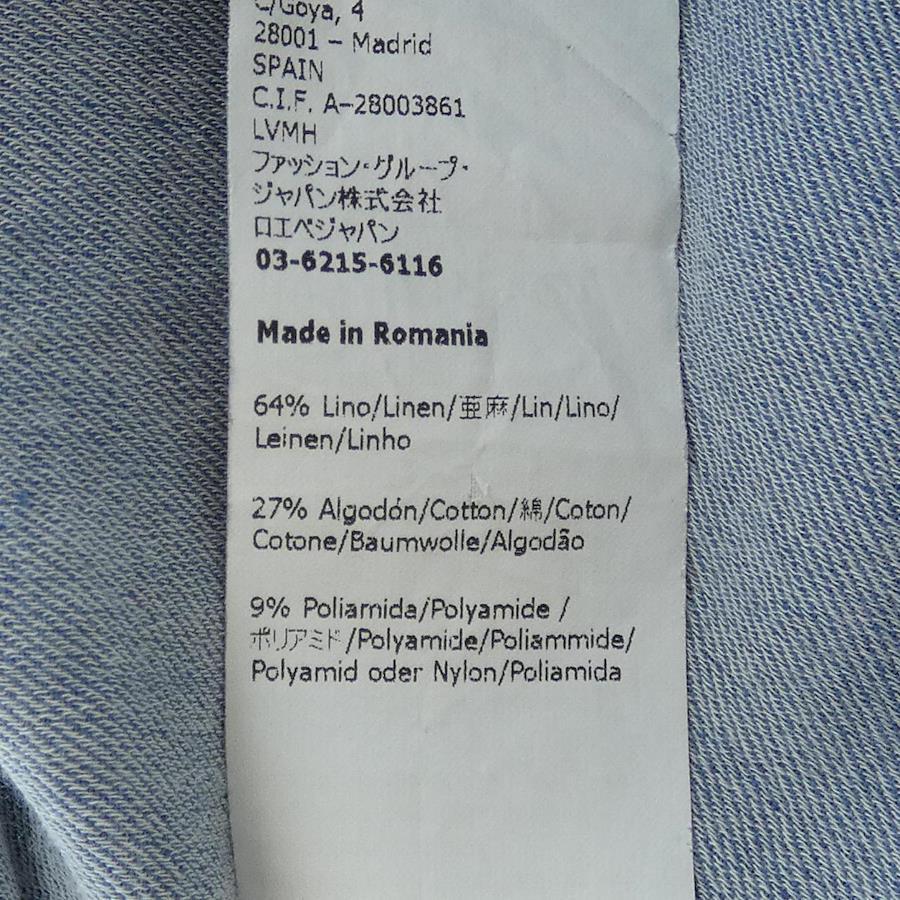 C/Goya, 4
28001 – Madrid
SPAIN
C.I.F. A–28003861
LVMH
ファッション・グループ・
ジャパン株式会社
ロエベジャパン
03-6215-6116
Made in Romania
64% Lino/Linen/亜麻/Lin/Lino/
Leinen/Linho
27% Algodón/Cotton/綿/Coton/
Cotone/Baumwolle/Algodão
9% Poliamida/Polyamide /
ポリアミド/Polyamide/Poliammide/
Polyamid oder Nylon/Poliamida